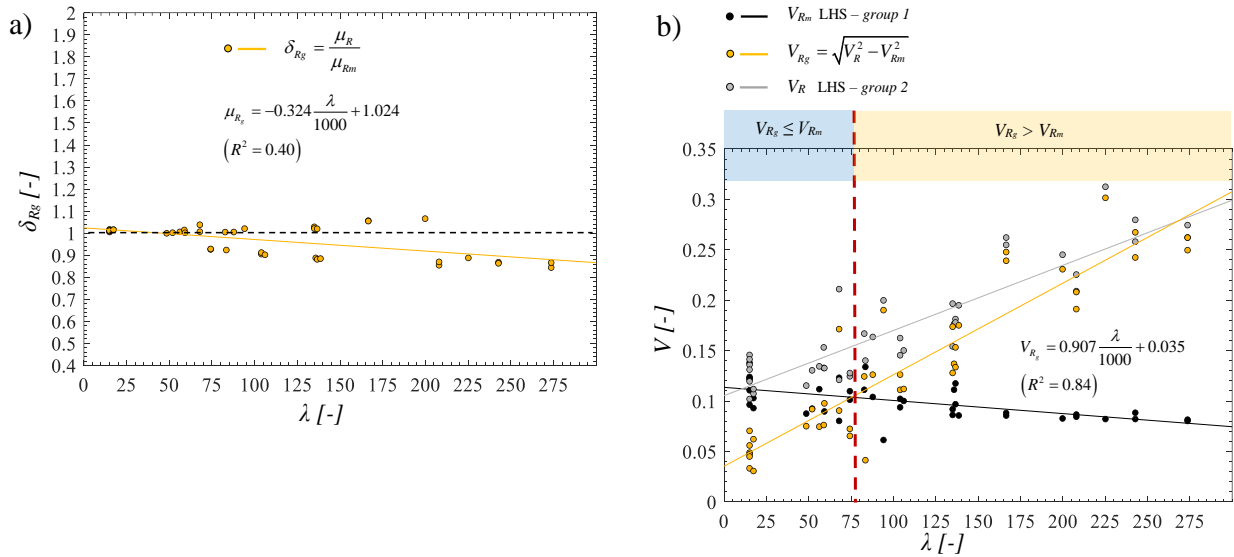 a)
δ_Rg = μ_R / μ_Rm
μ_Rg = −0.324 λ/1000 + 1.024
(R² = 0.40)
δ_Rg [-]
2
1.9
1.8
1.7
1.6
1.5
1.4
1.3
1.2
1.1
1
0.9
0.8
0.7
0.6
0.5
0.4
0 25 50 75 100 125 150 175 200 225 250 275
λ [-]
b)
V_Rm LHS – group 1
V_Rg = √(V_R² − V_Rm²)
V_R LHS – group 2
V_Rg ≤ V_Rm
V_Rg > V_Rm
V_Rg = 0.907 λ/1000 + 0.035
(R² = 0.84)
V [-]
0.35
0.3
0.25
0.2
0.15
0.1
0.05
0
0 25 50 75 100 125 150 175 200 225 250 275
λ [-]